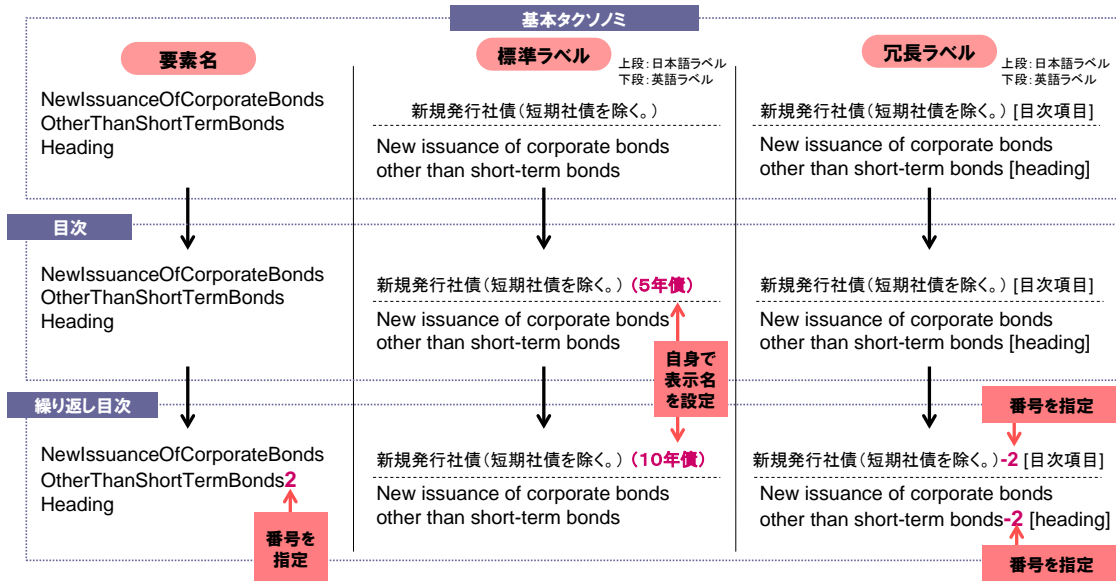 基本タクソノミ
要素名
標準ラベル
上段:日本語ラベル
下段:英語ラベル
冗長ラベル
上段:日本語ラベル
下段:英語ラベル
NewIssuanceOfCorporateBonds
OtherThanShortTermBonds
Heading
新規発行社債(短期社債を除く。)
New issuance of corporate bonds
other than short-term bonds
新規発行社債(短期社債を除く。) [目次項目]
New issuance of corporate bonds
other than short-term bonds [heading]
目次
NewIssuanceOfCorporateBonds
OtherThanShortTermBonds
Heading
新規発行社債(短期社債を除く。)(5年債)
New issuance of corporate bonds
other than short-term bonds
新規発行社債(短期社債を除く。) [目次項目]
New issuance of corporate bonds
other than short-term bonds [heading]
自身で
表示名
を設定
繰り返し目次
番号を指定
NewIssuanceOfCorporateBonds
OtherThanShortTermBonds2
Heading
番号を
指定
新規発行社債(短期社債を除く。)(10年債)
New issuance of corporate bonds
other than short-term bonds
新規発行社債(短期社債を除く。)-2 [目次項目]
New issuance of corporate bonds
other than short-term bonds-2 [heading]
番号を指定